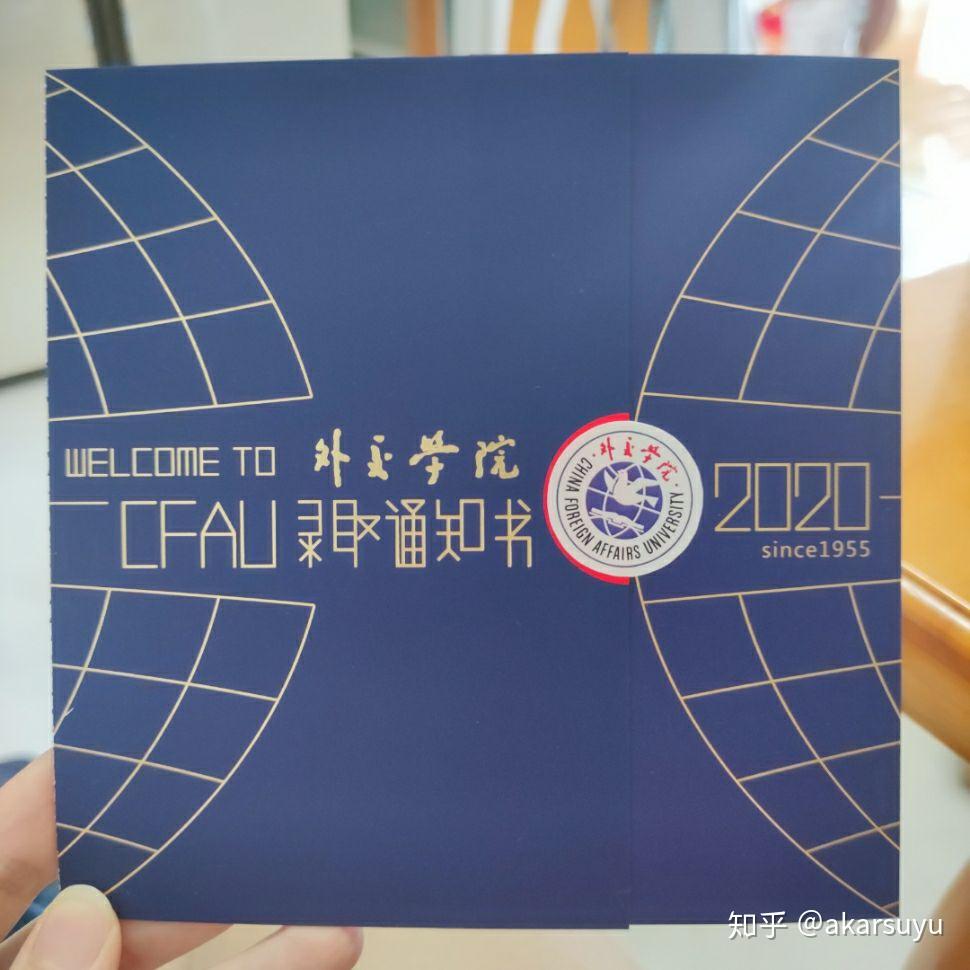 WELCOME TO 外交学院
CFAU 录取通知书
·外交学院·
CHINA FOREIGN AFFAIRS UNIVERSITY
2020
since1955
知乎 @akarsuyu